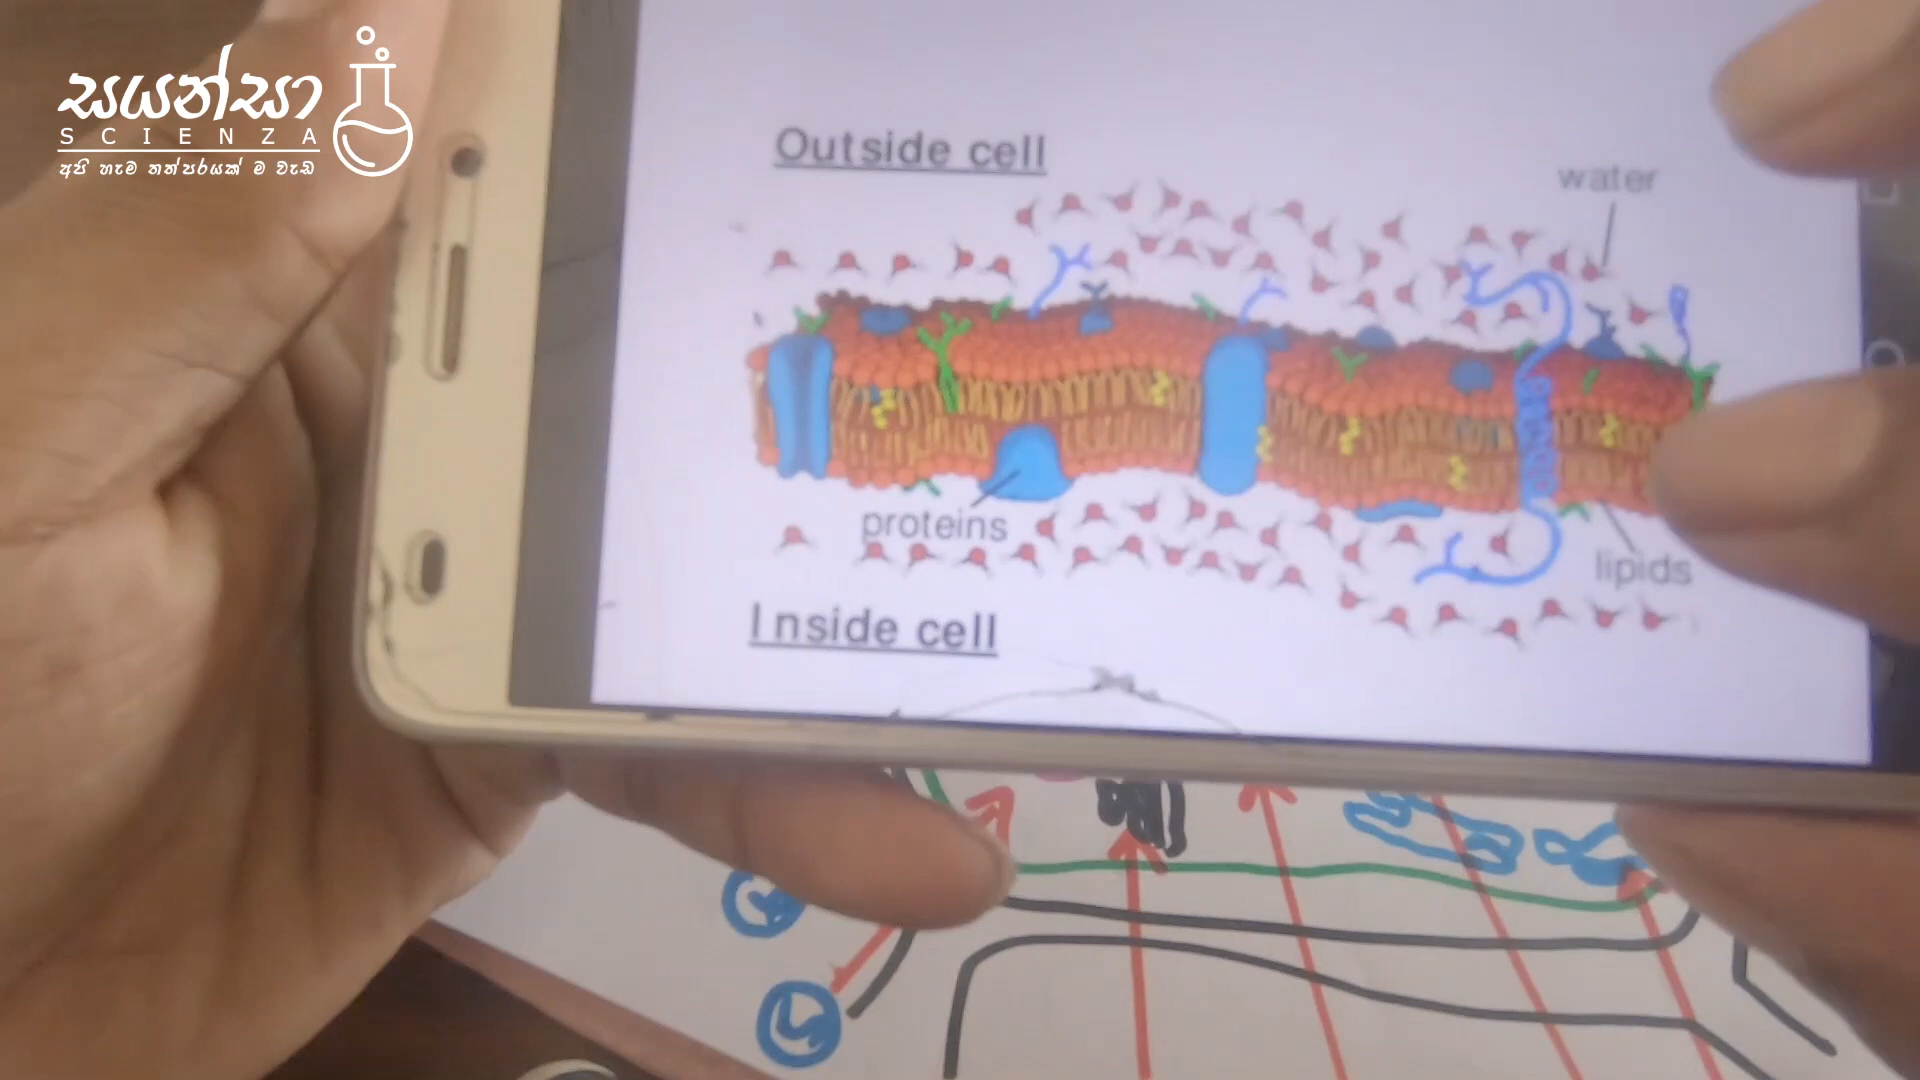 සයන්සා
SCIENZA
අපි හැම තත්පරයක් ම වැඩ
Outside cell
water
proteins
lipids
Inside cell